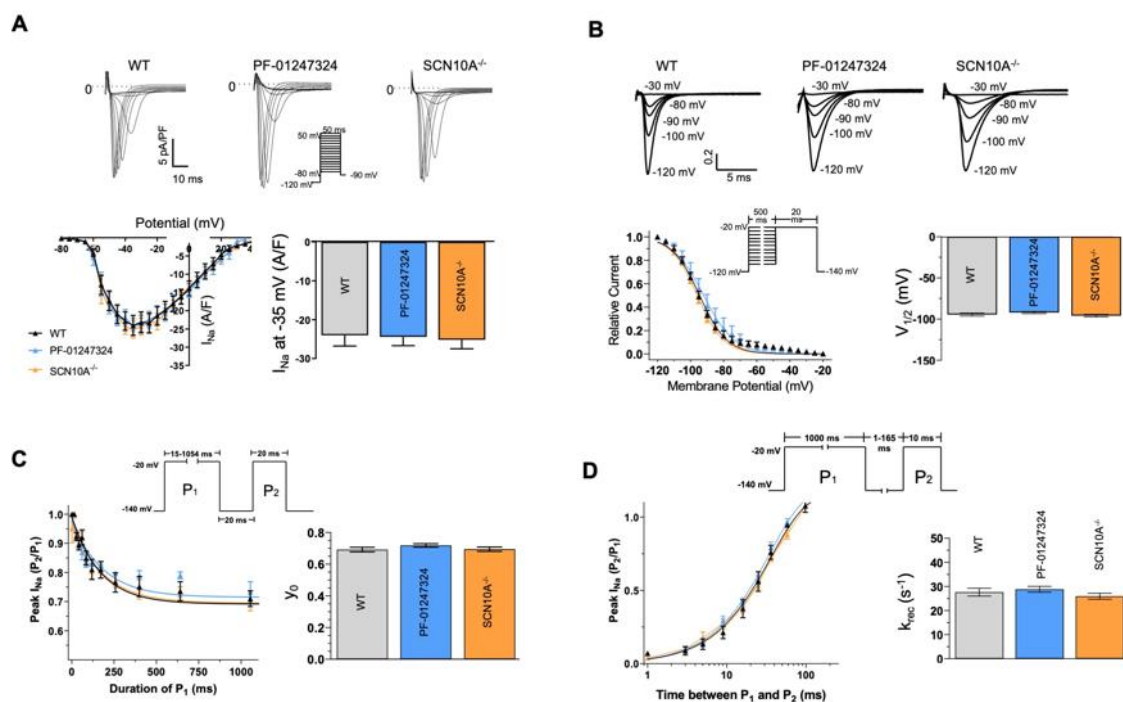 A
WT
PF-01247324
SCN10A-/-
0
0
0
5 pA/PF
10 ms
50 ms
50 mV
-80 mV
-120 mV
-90 mV
Potential (mV)
-80 -60 -40 -20 0 20 4
-5
-10
-15
-20
-25
-30
-35
INa (A/F)
WT
PF-01247324
SCN10A-/-
0
-10
-20
-30
INa at -35 mV (A/F)
WT
PF-01247324
SCN10A-/-
B
WT
PF-01247324
SCN10A-/-
-30 mV
-80 mV
-90 mV
-100 mV
-120 mV
-30 mV
-80 mV
-90 mV
-100 mV
-120 mV
-30 mV
-80 mV
-90 mV
-100 mV
-120 mV
0.2
5 ms
500 ms
20 ms
-20 mV
-120 mV
-140 mV
1.0
0.8
0.6
0.4
0.2
0.0
Relative Current
-120 -100 -80 -60 -40 -20
Membrane Potential (mV)
0
-50
-100
-150
V1/2 (mV)
WT
PF-01247324
SCN10A-/-
C
15-1054 ms
20 ms
-20 mV
-140 mV
P1
P2
20 ms
1.0
0.9
0.8
0.7
0.6
Peak INa (P2/P1)
0 250 500 750 1000
Duration of P1 (ms)
0.8
0.6
0.4
0.2
0.0
y0
WT
PF-01247324
SCN10A-/-
D
1000 ms
1-165 ms
10 ms
-20 mV
-140 mV
P1
P2
1.0
0.5
0.0
Peak INa (P2/P1)
1 10 100
Time between P1 and P2 (ms)
50
40
30
20
10
0
krec (s-1)
WT
PF-01247324
SCN10A-/-